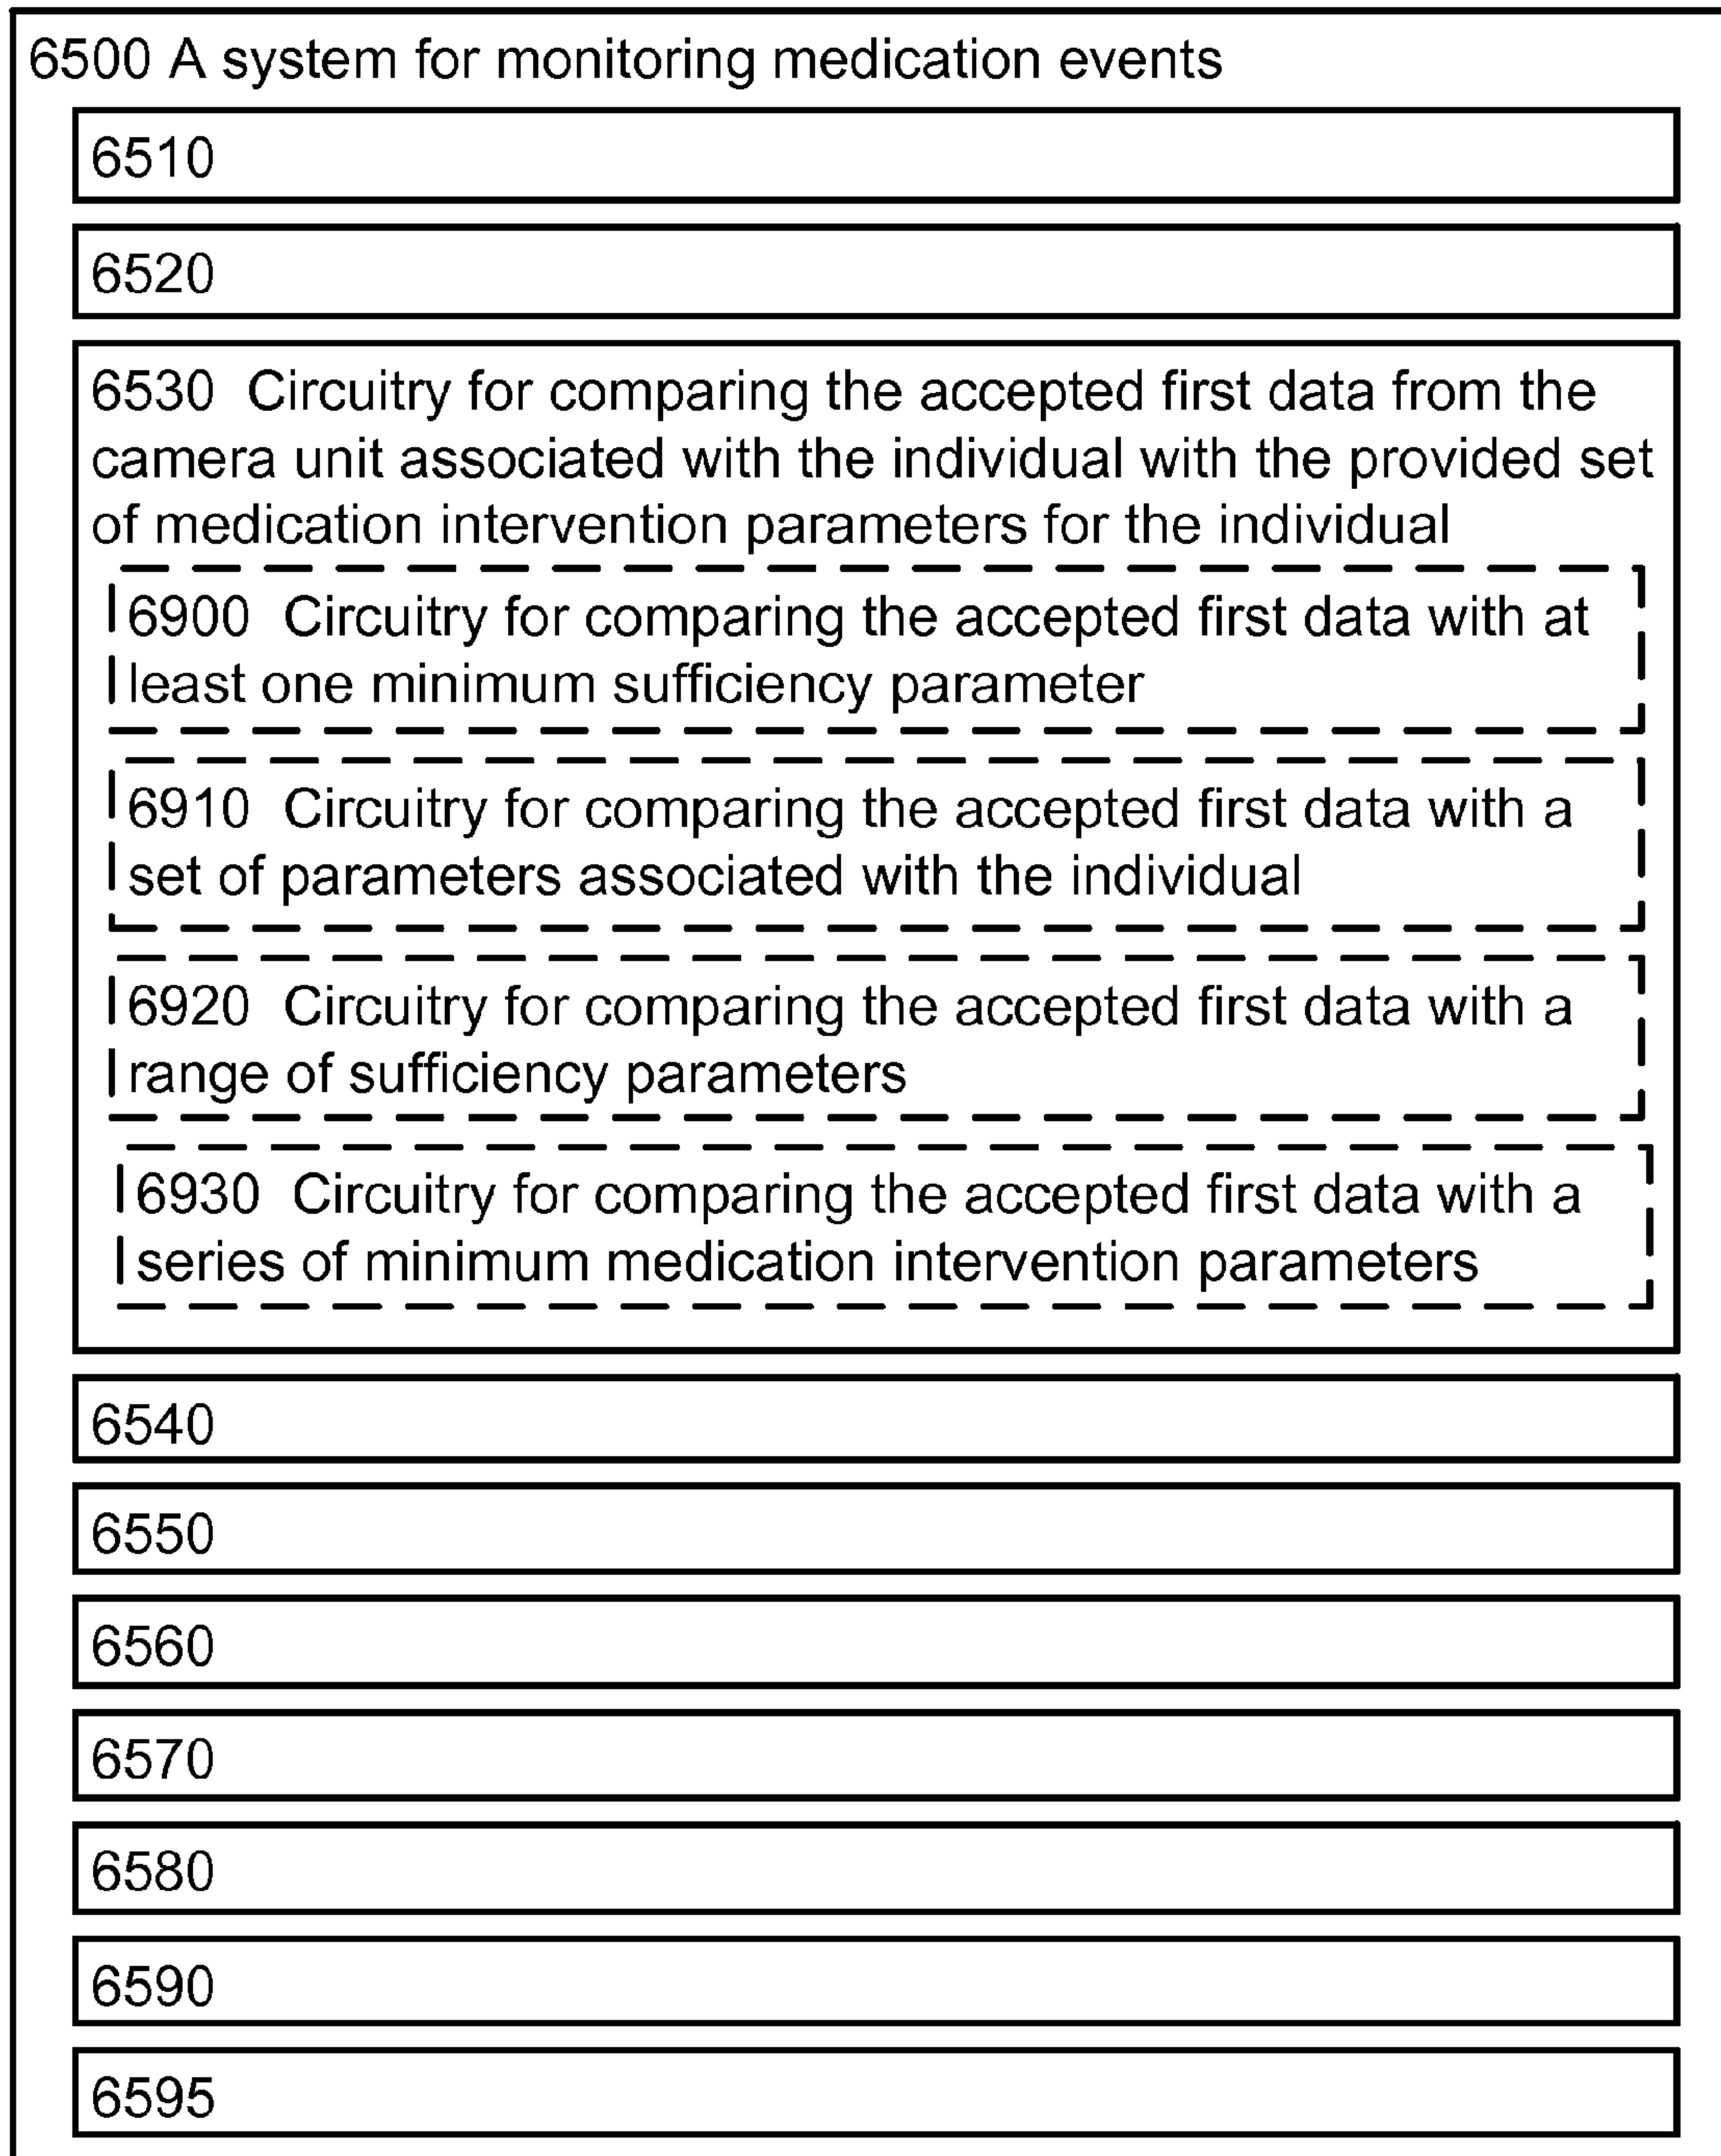 6500 A system for monitoring medication events
6510
6520
6530 Circuitry for comparing the accepted first data from the
camera unit associated with the individual with the provided set
of medication intervention parameters for the individual
6900 Circuitry for comparing the accepted first data with at
least one minimum sufficiency parameter
6910 Circuitry for comparing the accepted first data with a
set of parameters associated with the individual
6920 Circuitry for comparing the accepted first data with a
range of sufficiency parameters
6930 Circuitry for comparing the accepted first data with a
series of minimum medication intervention parameters
6540
6550
6560
6570
6580
6590
6595